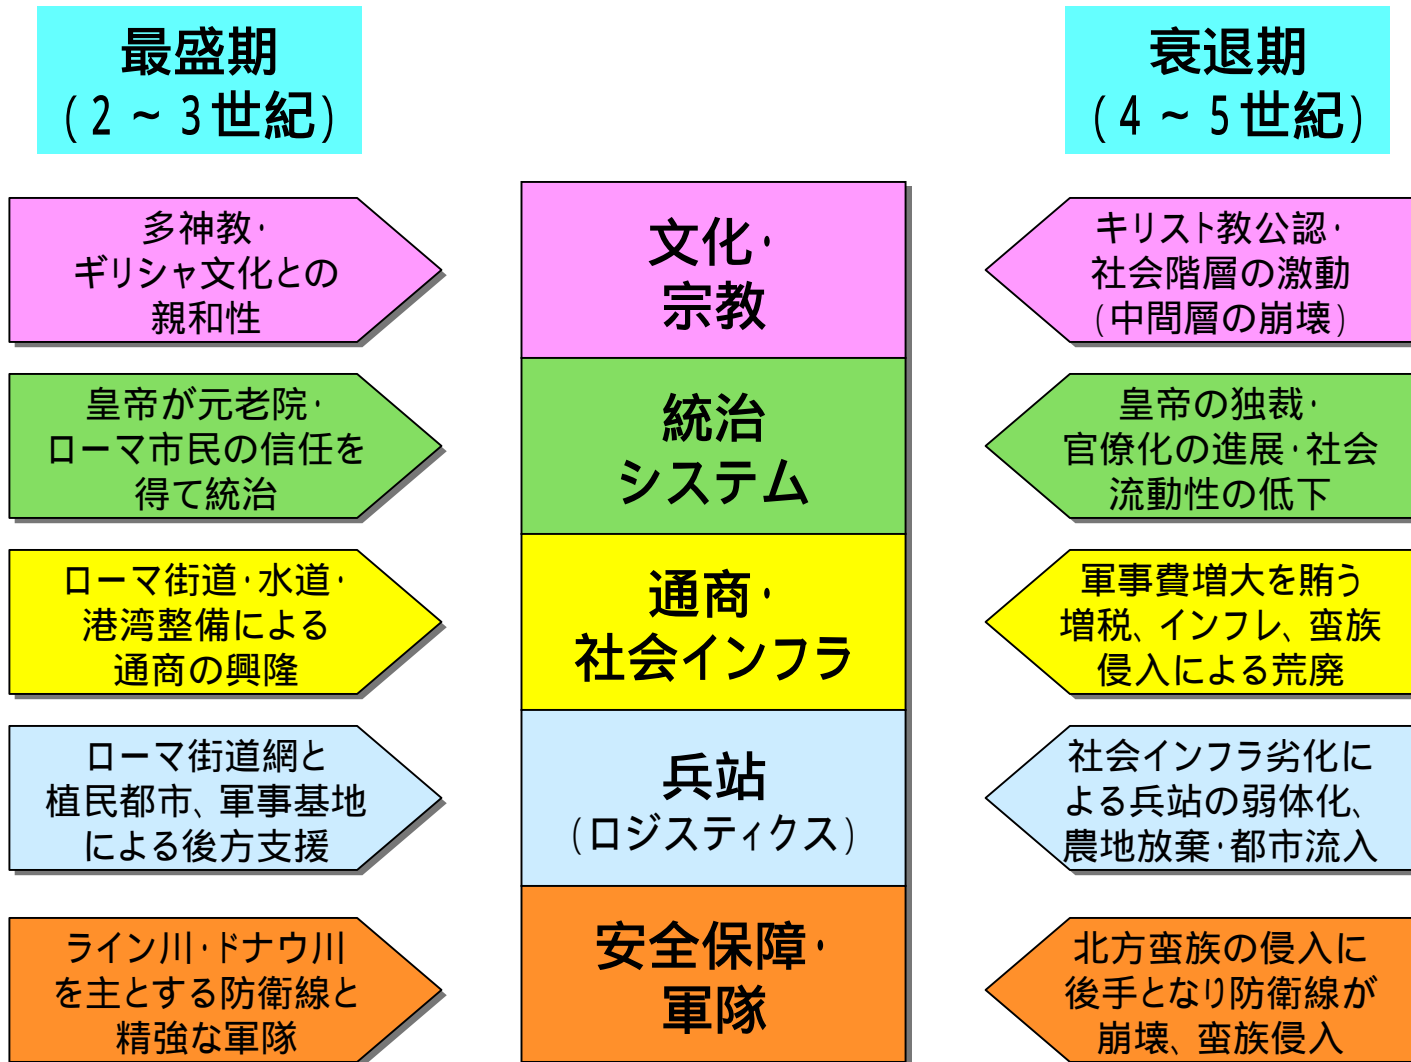 最盛期
(2～3世紀)
衰退期
(4～5世紀)
多神教・
ギリシャ文化との
親和性
文化・
宗教
キリスト教公認・
社会階層の激動
(中間層の崩壊)
皇帝が元老院・
ローマ市民の信任を
得て統治
統治
システム
皇帝の独裁・
官僚化の進展・社会
流動性の低下
ローマ街道・水道・
港湾整備による
通商の興隆
通商・
社会インフラ
軍事費増大を賄う
増税、インフレ、蛮族
侵入による荒廃
ローマ街道網と
植民都市、軍事基地
による後方支援
兵站
(ロジスティクス)
社会インフラ劣化に
よる兵站の弱体化、
農地放棄・都市流入
ライン川・ドナウ川
を主とする防衛線と
精強な軍隊
安全保障・
軍隊
北方蛮族の侵入に
後手となり防衛線が
崩壊、蛮族侵入